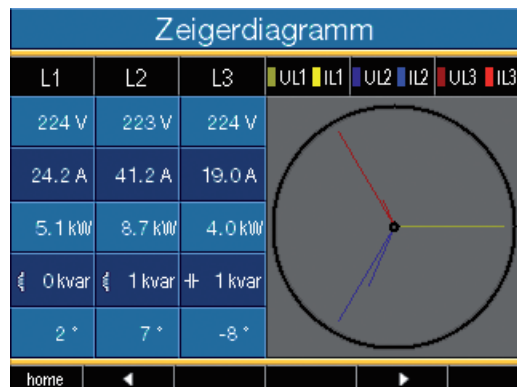 Zeigerdiagramm
L1 L2 L3 UL1 IL1 UL2 IL2 UL3 IL3
224 V 223 V 224 V
24.2 A 41.2 A 19.0 A
5.1 kW 8.7 kW 4.0 kW
0 kvar 1 kvar 1 kvar
2 ° 7 ° -8 °
home